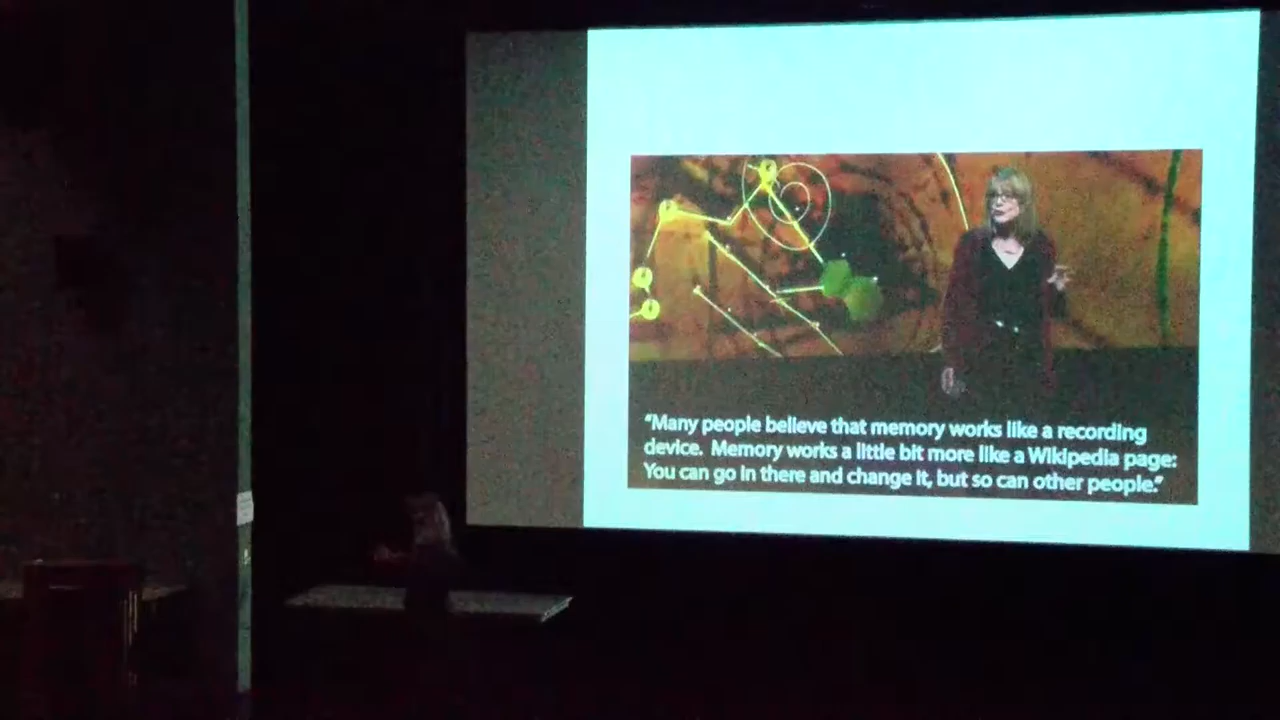 “Many people believe that memory works like a recording
device. Memory works a little bit more like a Wikipedia page:
You can go in there and change it, but so can other people.”